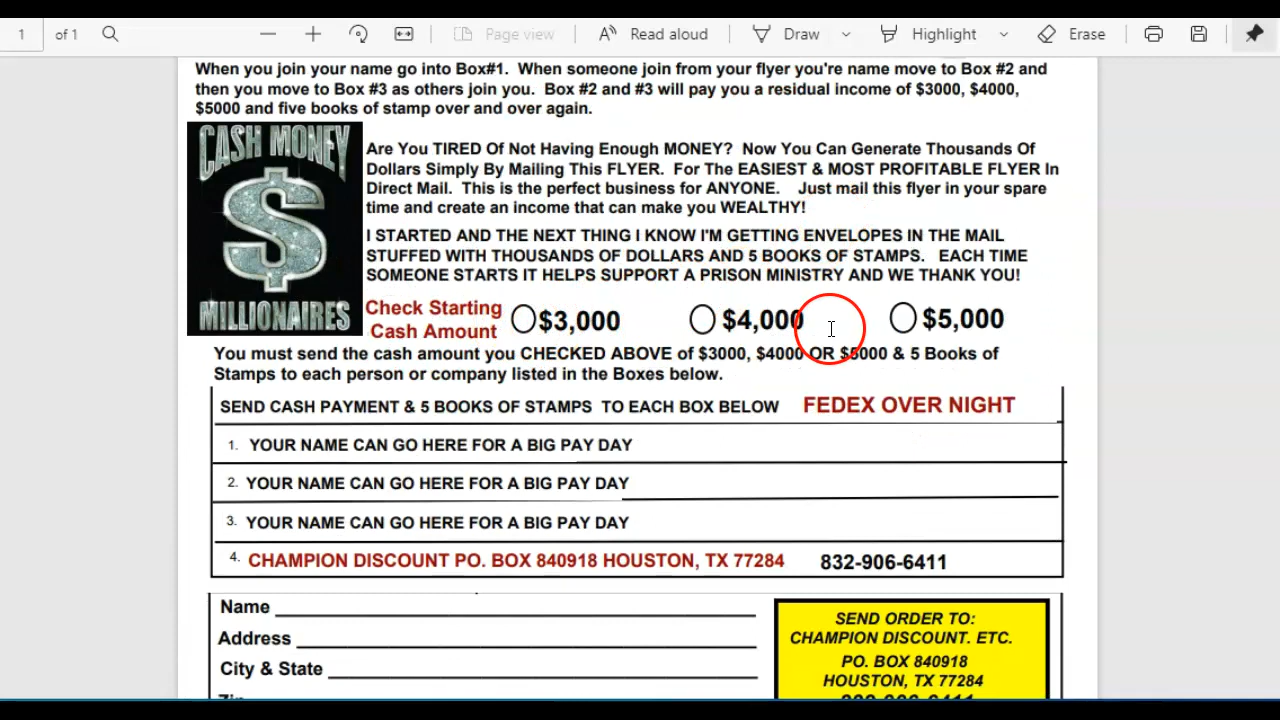 1 of 1 Page view Read aloud Draw Highlight Erase
When you join your name go into Box#1. When someone join from your flyer you're name move to Box #2 and
then you move to Box #3 as others join you. Box #2 and #3 will pay you a residual income of $3000, $4000,
$5000 and five books of stamp over and over again.
CASH MONEY
$
MILLIONAIRES
Are You TIRED Of Not Having Enough MONEY? Now You Can Generate Thousands Of
Dollars Simply By Mailing This FLYER. For The EASIEST & MOST PROFITABLE FLYER In
Direct Mail. This is the perfect business for ANYONE. Just mail this flyer in your spare
time and create an income that can make you WEALTHY!
I STARTED AND THE NEXT THING I KNOW I'M GETTING ENVELOPES IN THE MAIL
STUFFED WITH THOUSANDS OF DOLLARS AND 5 BOOKS OF STAMPS. EACH TIME
SOMEONE STARTS IT HELPS SUPPORT A PRISON MINISTRY AND WE THANK YOU!
Check Starting
Cash Amount
$3,000 $4,000 $5,000
You must send the cash amount you CHECKED ABOVE of $3000, $4000 OR $5000 & 5 Books of
Stamps to each person or company listed in the Boxes below.
SEND CASH PAYMENT & 5 BOOKS OF STAMPS TO EACH BOX BELOW FEDEX OVER NIGHT
1. YOUR NAME CAN GO HERE FOR A BIG PAY DAY
2. YOUR NAME CAN GO HERE FOR A BIG PAY DAY
3. YOUR NAME CAN GO HERE FOR A BIG PAY DAY
4. CHAMPION DISCOUNT PO. BOX 840918 HOUSTON, TX 77284 832-906-6411
Name
Address
City & State
Zip
SEND ORDER TO:
CHAMPION DISCOUNT. ETC.
PO. BOX 840918
HOUSTON, TX 77284
832-906-6411